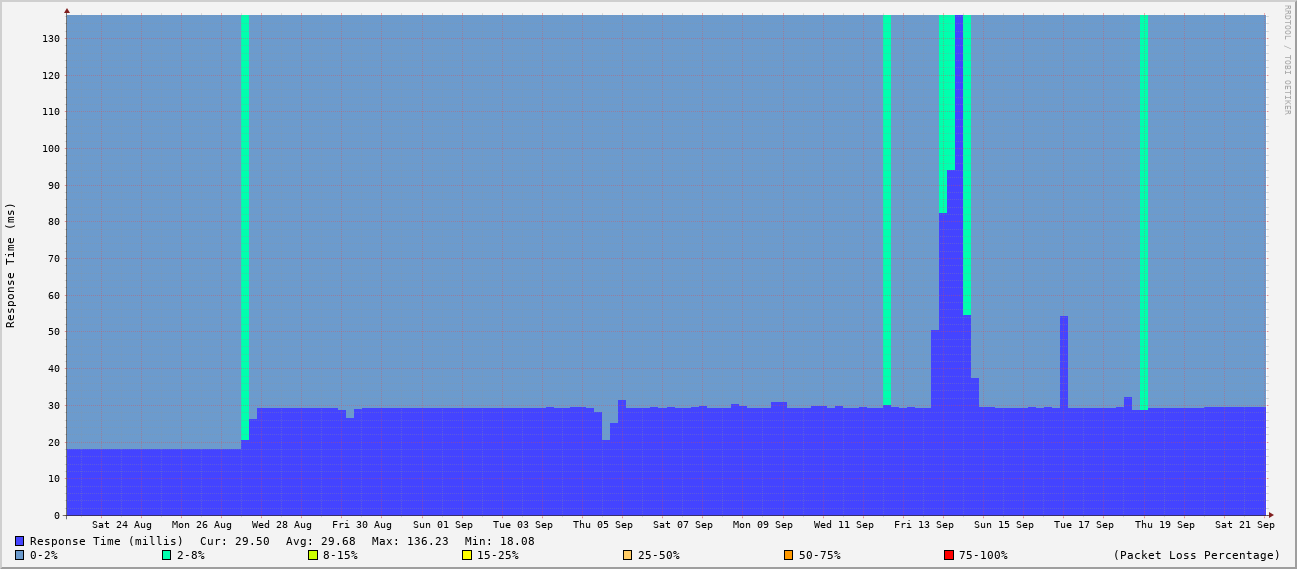 RRDTOOL / TOBI OETIKER
Response Time (ms)
130
120
110
100
90
80
70
60
50
40
30
20
10
0
Sat 24 Aug Mon 26 Aug Wed 28 Aug Fri 30 Aug Sun 01 Sep Tue 03 Sep Thu 05 Sep Sat 07 Sep Mon 09 Sep Wed 11 Sep Fri 13 Sep Sun 15 Sep Tue 17 Sep Thu 19 Sep Sat 21 Sep
Response Time (millis) Cur: 29.50 Avg: 29.68 Max: 136.23 Min: 18.08
0-2% 2-8% 8-15% 15-25% 25-50% 50-75% 75-100% (Packet Loss Percentage)